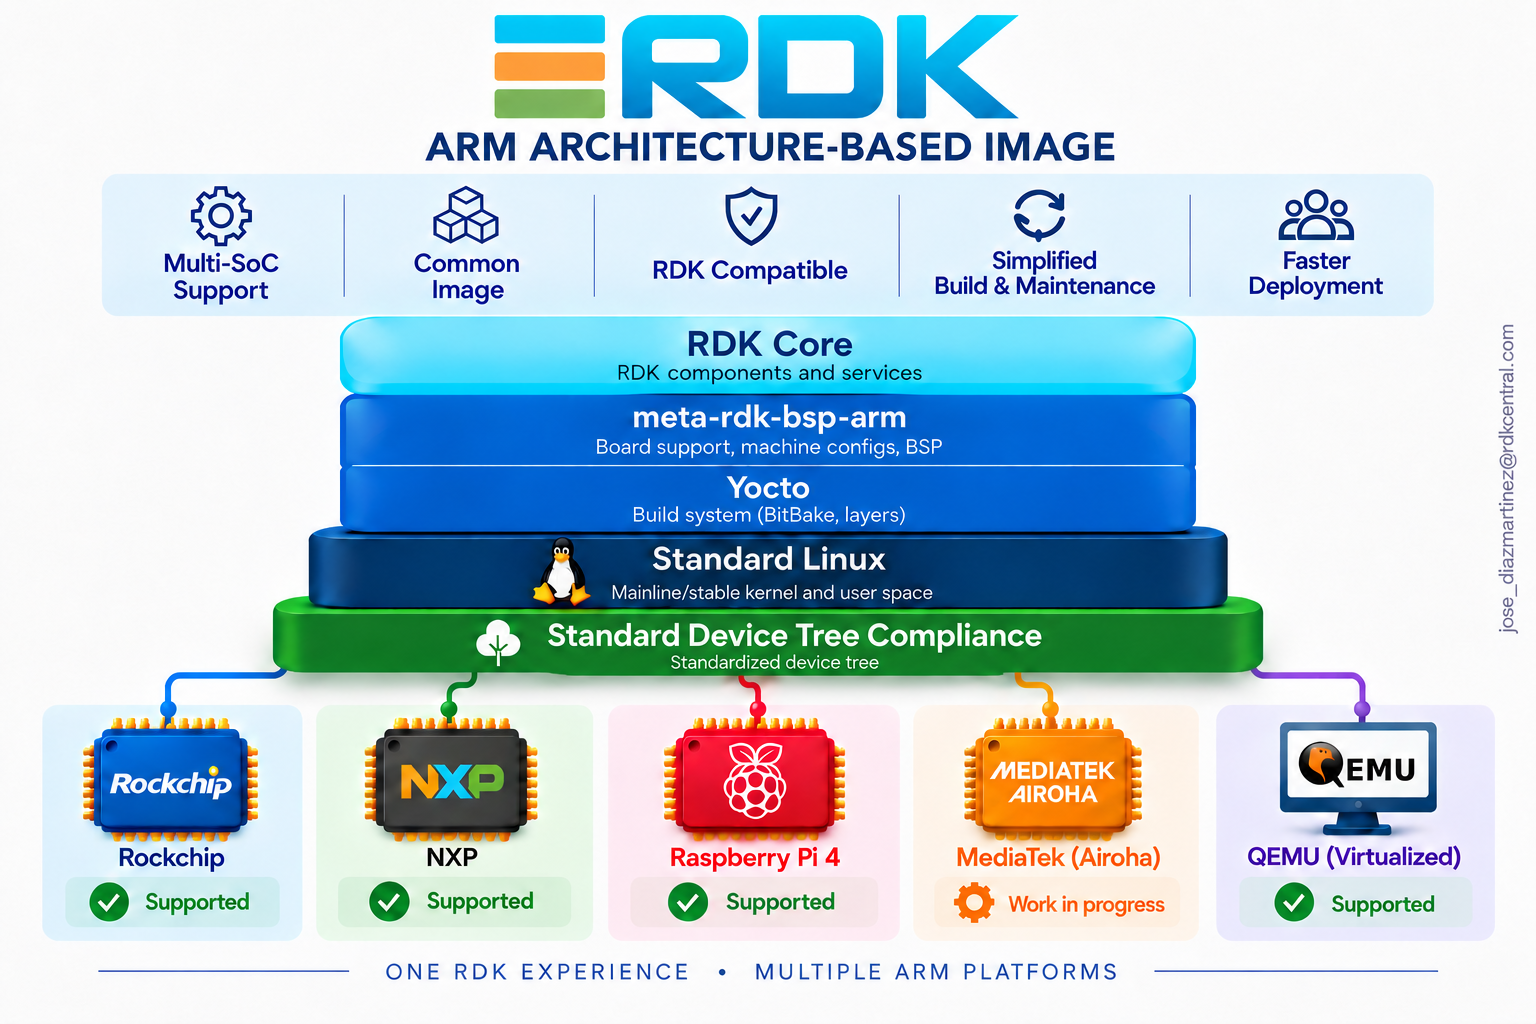 RDK
ARM ARCHITECTURE-BASED IMAGE
Multi-SoC
Support
Common
Image
RDK Compatible
Simplified
Build & Maintenance
Faster
Deployment
RDK Core
RDK components and services
meta-rdk-bsp-arm
Board support, machine configs, BSP
Yocto
Build system (BitBake, layers)
Standard Linux
Mainline/stable kernel and user space
Standard Device Tree Compliance
Standardized device tree
Rockchip
Rockchip
Supported
NXP
NXP
Supported
Raspberry Pi 4
Supported
MEDIATEK
AIROHA
MediaTek (Airoha)
Work in progress
QEMU
QEMU (Virtualized)
Supported
ONE RDK EXPERIENCE • MULTIPLE ARM PLATFORMS
jose_diazmartinez@rdkcentral.com